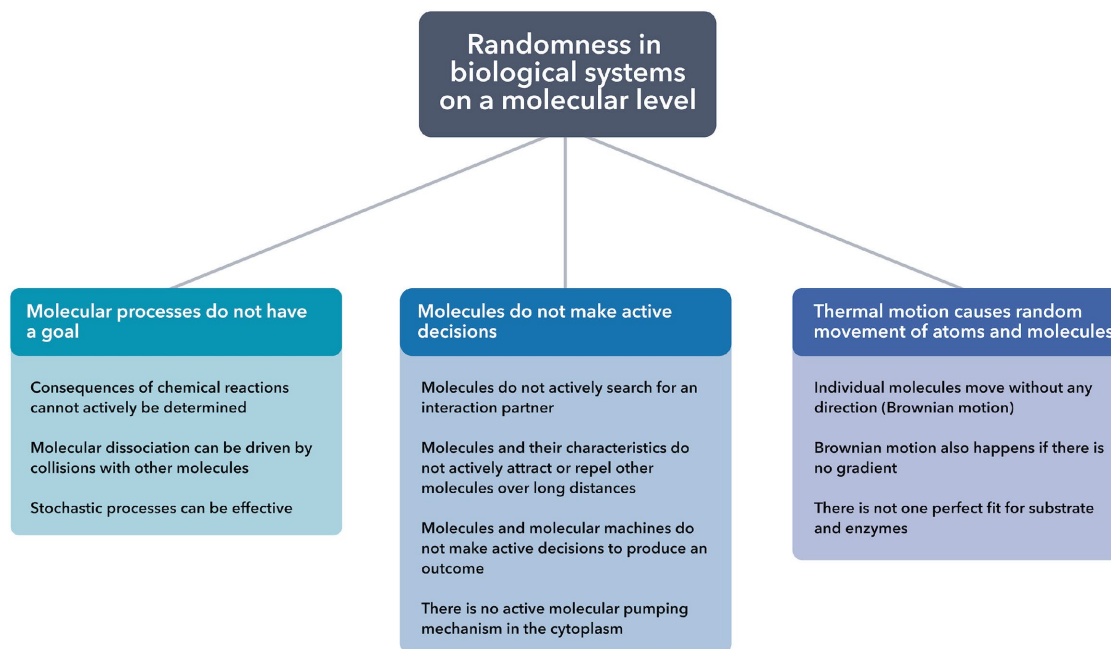 Randomness in
biological systems
on a molecular level
Molecular processes do not have
a goal
Consequences of chemical reactions
cannot actively be determined
Molecular dissociation can be driven by
collisions with other molecules
Stochastic processes can be effective
Molecules do not make active
decisions
Molecules do not actively search for an
interaction partner
Molecules and their characteristics do
not actively attract or repel other
molecules over long distances
Molecules and molecular machines do
not make active decisions to produce an
outcome
There is no active molecular pumping
mechanism in the cytoplasm
Thermal motion causes random
movement of atoms and molecules
Individual molecules move without any
direction (Brownian motion)
Brownian motion also happens if there is
no gradient
There is not one perfect fit for substrate
and enzymes